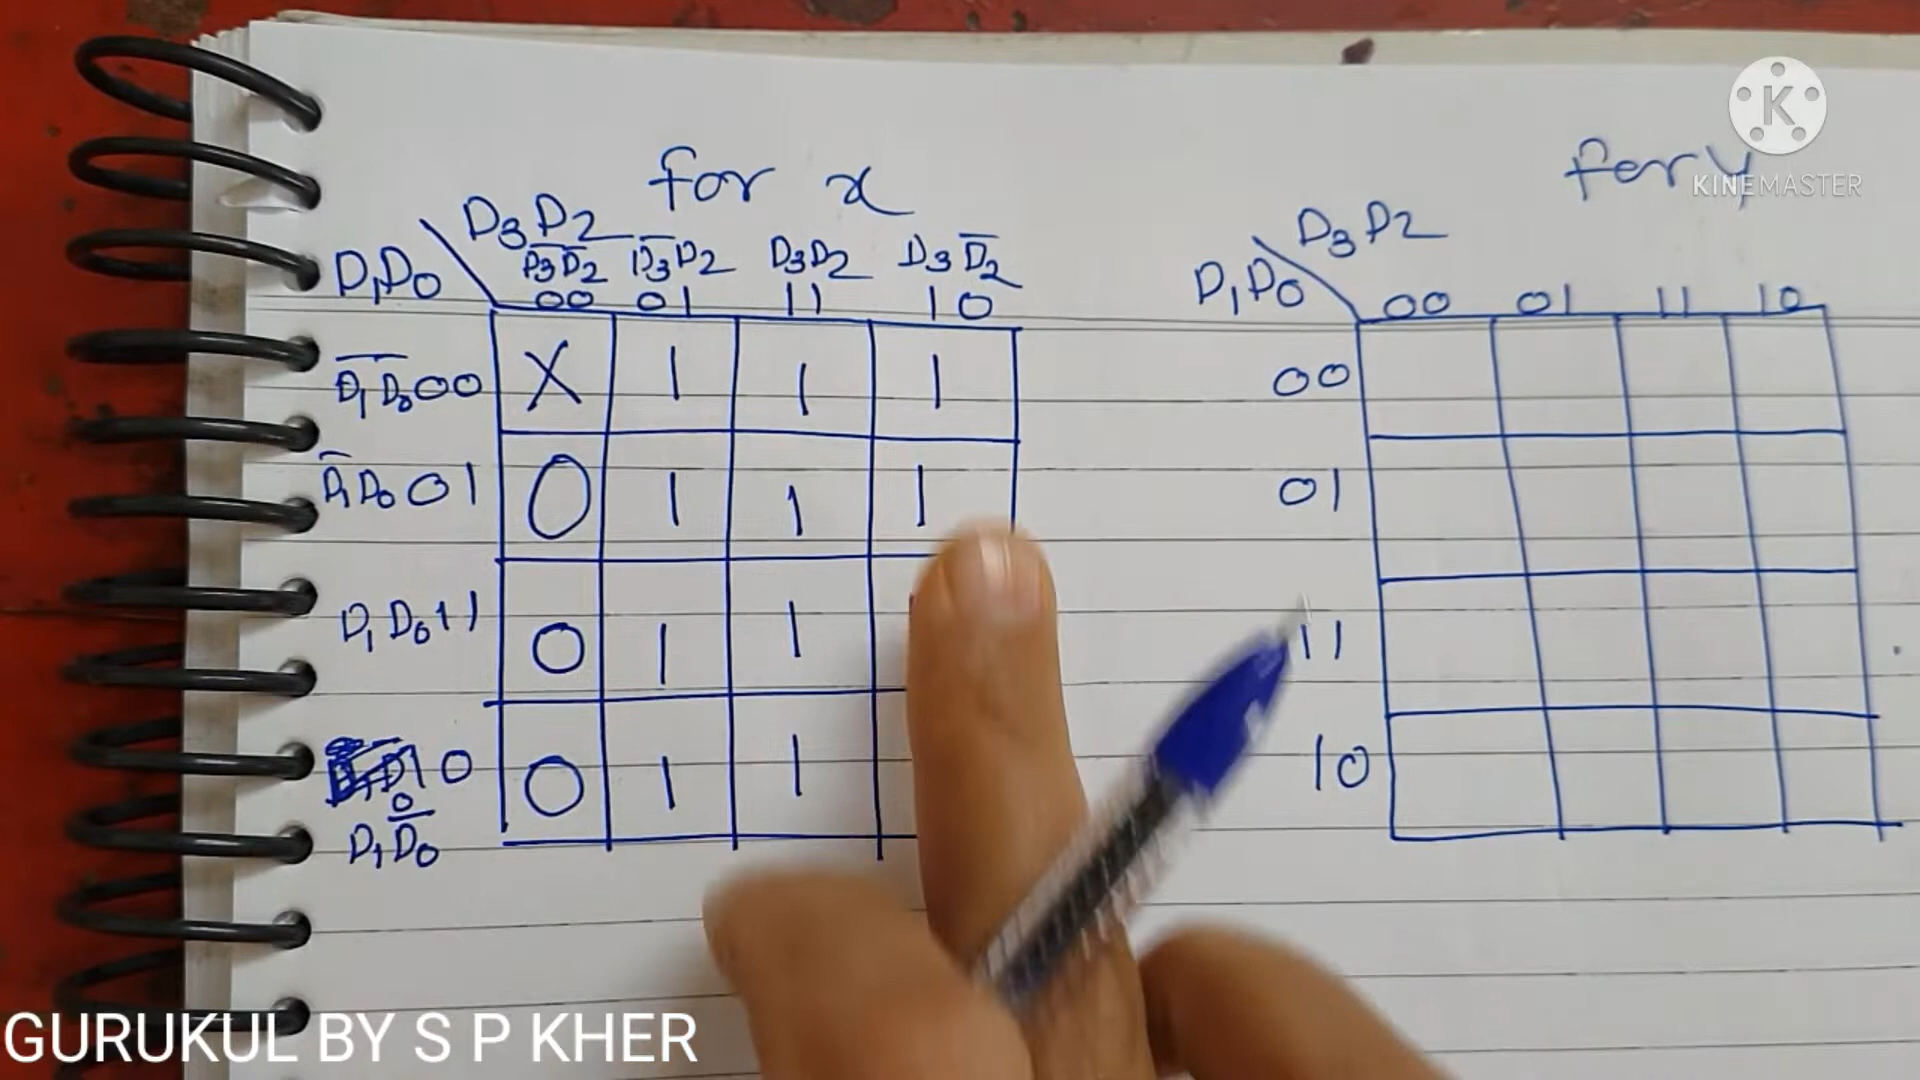 for x
for y
KINEMASTER
D3D2
D3D2
D1D0
D̅3D̅2 D̅3D2 D3D2 D3D̅2
D1D0
00 01 11 10
00 01 11 10
D̅1D̅0 00 X 1 1 1
00
D̅1D0 01 0 1 1 1
01
D1D0 11 0 1 1
11
10 0 1 1
10
D1D̅0
GURUKUL BY S P KHER